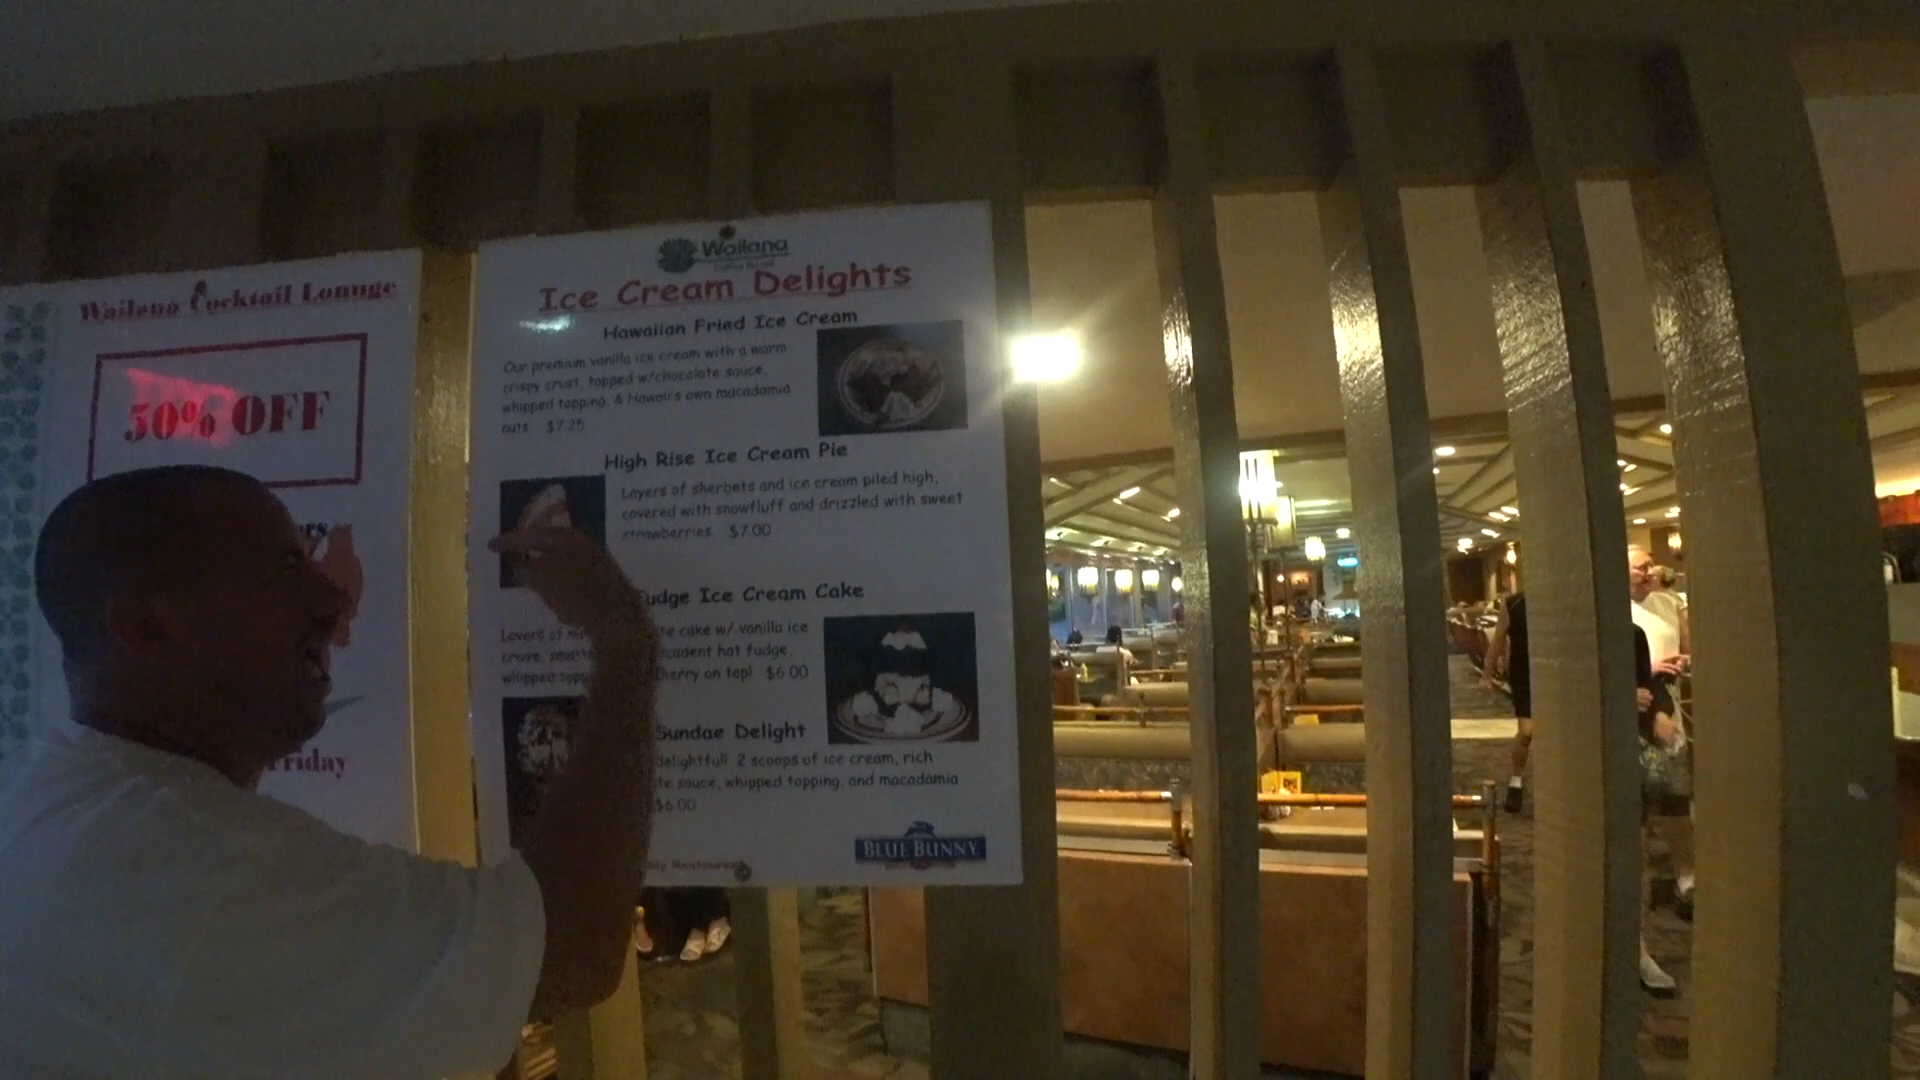 Wailana Cocktail Lounge
50% OFF
Friday
Wailana
Ice Cream Delights
Hawaiian Fried Ice Cream
Our premium vanilla ice cream with a warm
crispy crust, topped w/chocolate sauce,
whipped topping, & Hawaii's own macadamia
nuts $7.25
High Rise Ice Cream Pie
Layers of sherbets and ice cream piled high,
covered with snowfluff and drizzled with sweet
strawberries $7.00
Fudge Ice Cream Cake
Layers of
cake w/ vanilla ice
hot fudge,
whipped
cherry on top! $6.00
Sundae Delight
delightful! 2 scoops of ice cream, rich
sauce, whipped topping, and macadamia
$6.00
BLUE BUNNY
Restaurant